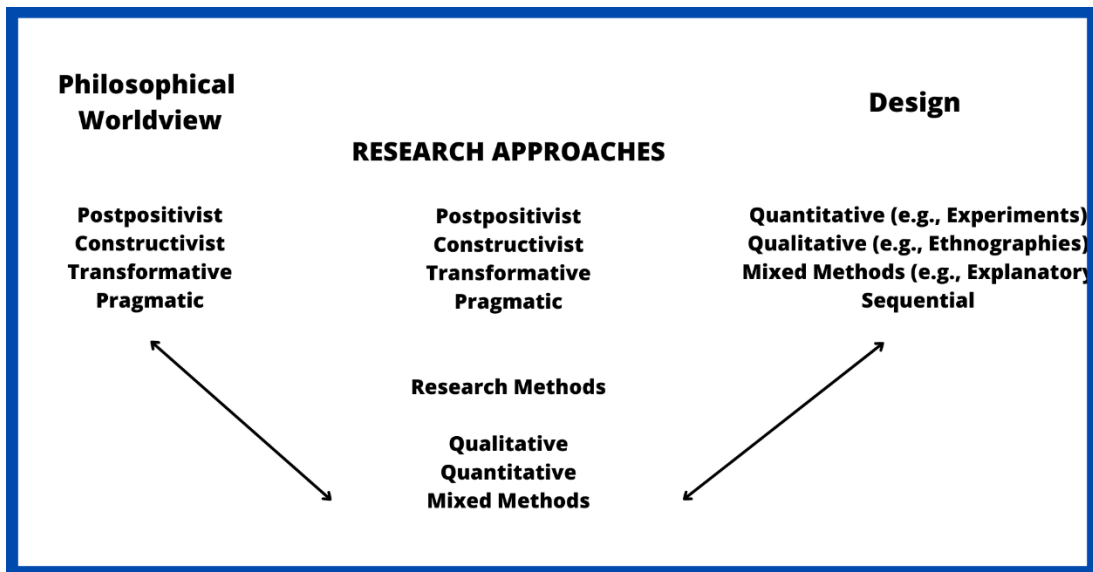 Philosophical
Worldview
Postpositivist
Constructivist
Transformative
Pragmatic
RESEARCH APPROACHES
Postpositivist
Constructivist
Transformative
Pragmatic
Research Methods
Qualitative
Quantitative
Mixed Methods
Design
Quantitative (e.g., Experiments)
Qualitative (e.g., Ethnographies)
Mixed Methods (e.g., Explanatory
Sequential